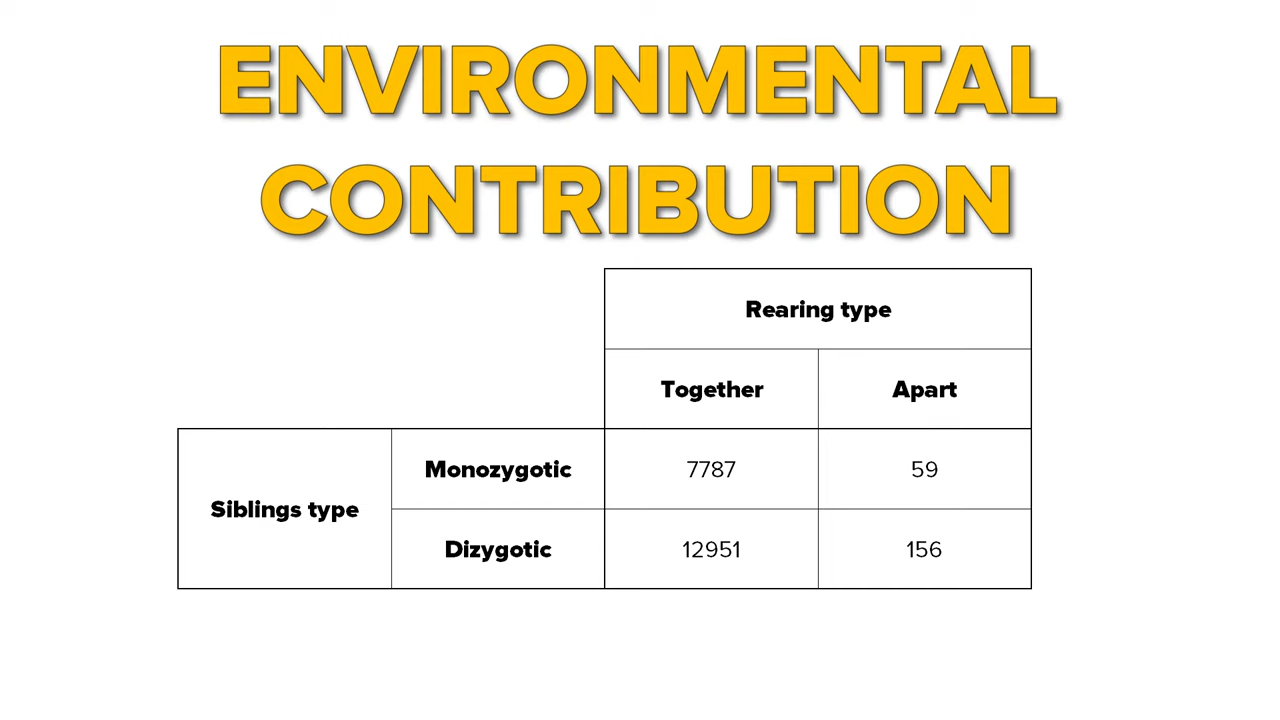 ENVIRONMENTAL
CONTRIBUTION
Rearing type
Together Apart
Siblings type
Monozygotic 7787 59
Dizygotic 12951 156